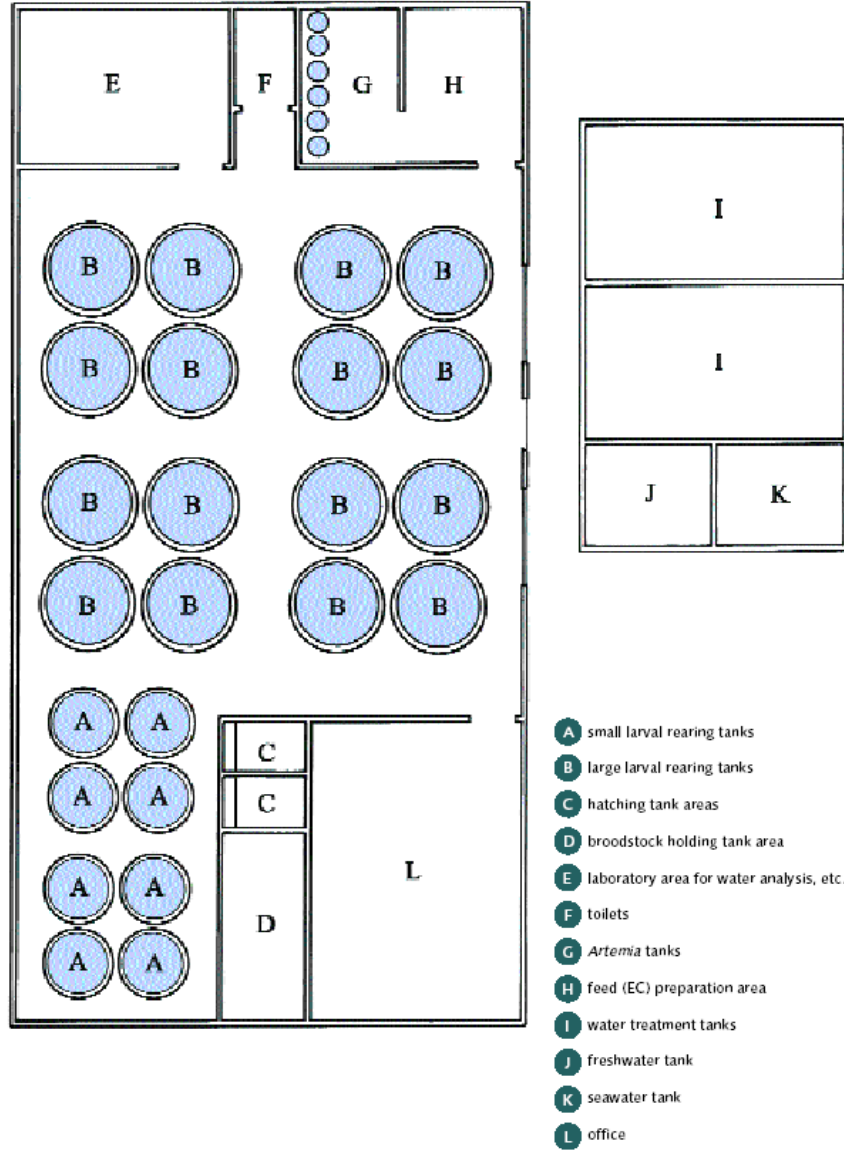 E F G H
I
B B B B
B B B B
I
J K
B B B B
B B B B
A A
C
A A
C
L
A A
D
A A
A small larval rearing tanks
B large larval rearing tanks
C hatching tank areas
D broodstock holding tank area
E laboratory area for water analysis, etc.
F toilets
G Artemia tanks
H feed (EC) preparation area
I water treatment tanks
J freshwater tank
K seawater tank
L office